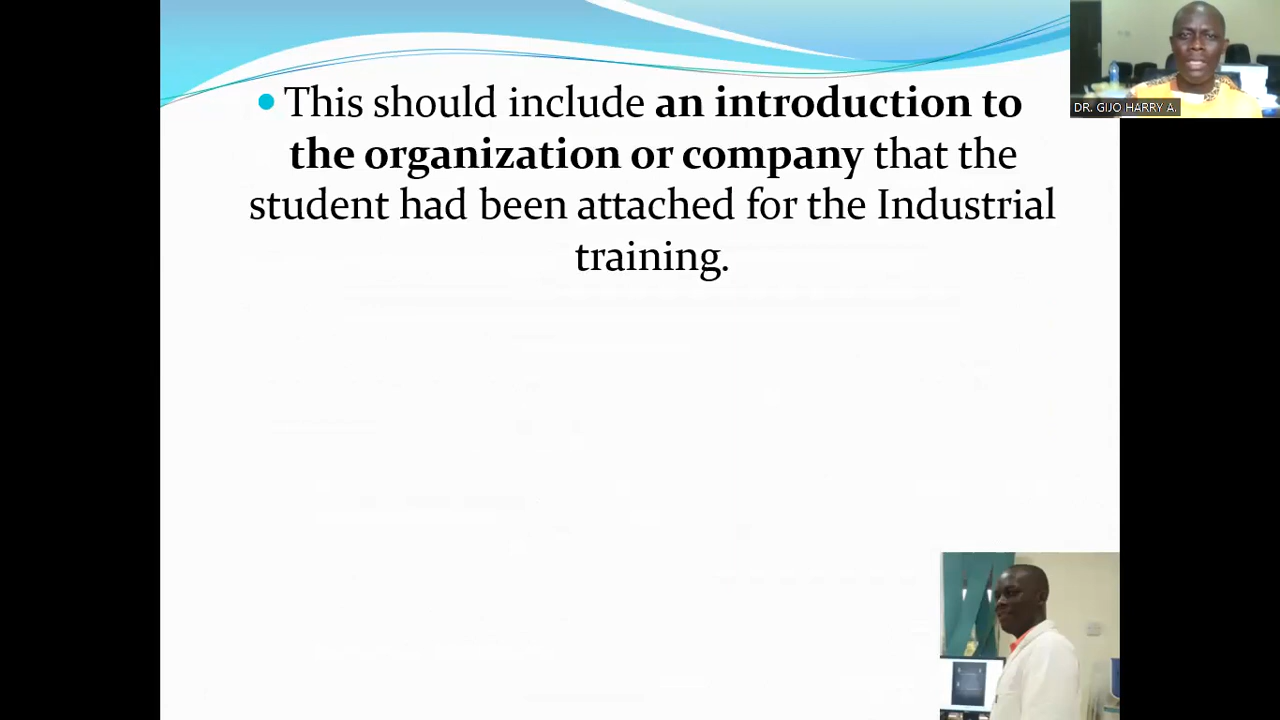 This should include an introduction to
the organization or company that the
student had been attached for the Industrial
training.
DR. GIJO HARRY A.